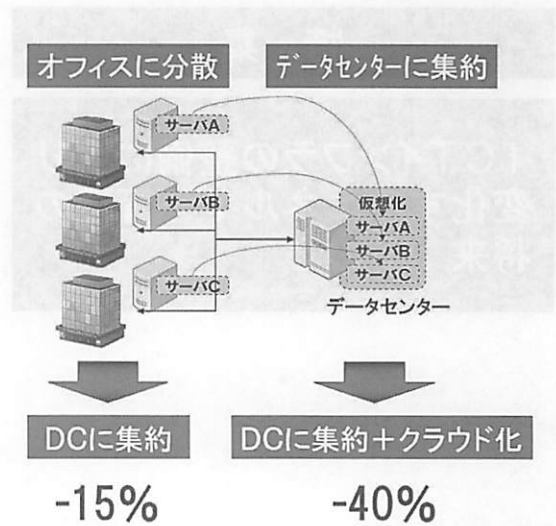 オフィスに分散
データセンターに集約
サーバA
サーバB
サーバC
仮想化
サーバA
サーバB
サーバC
データセンター
DCに集約
DCに集約+クラウド化
-15%
-40%